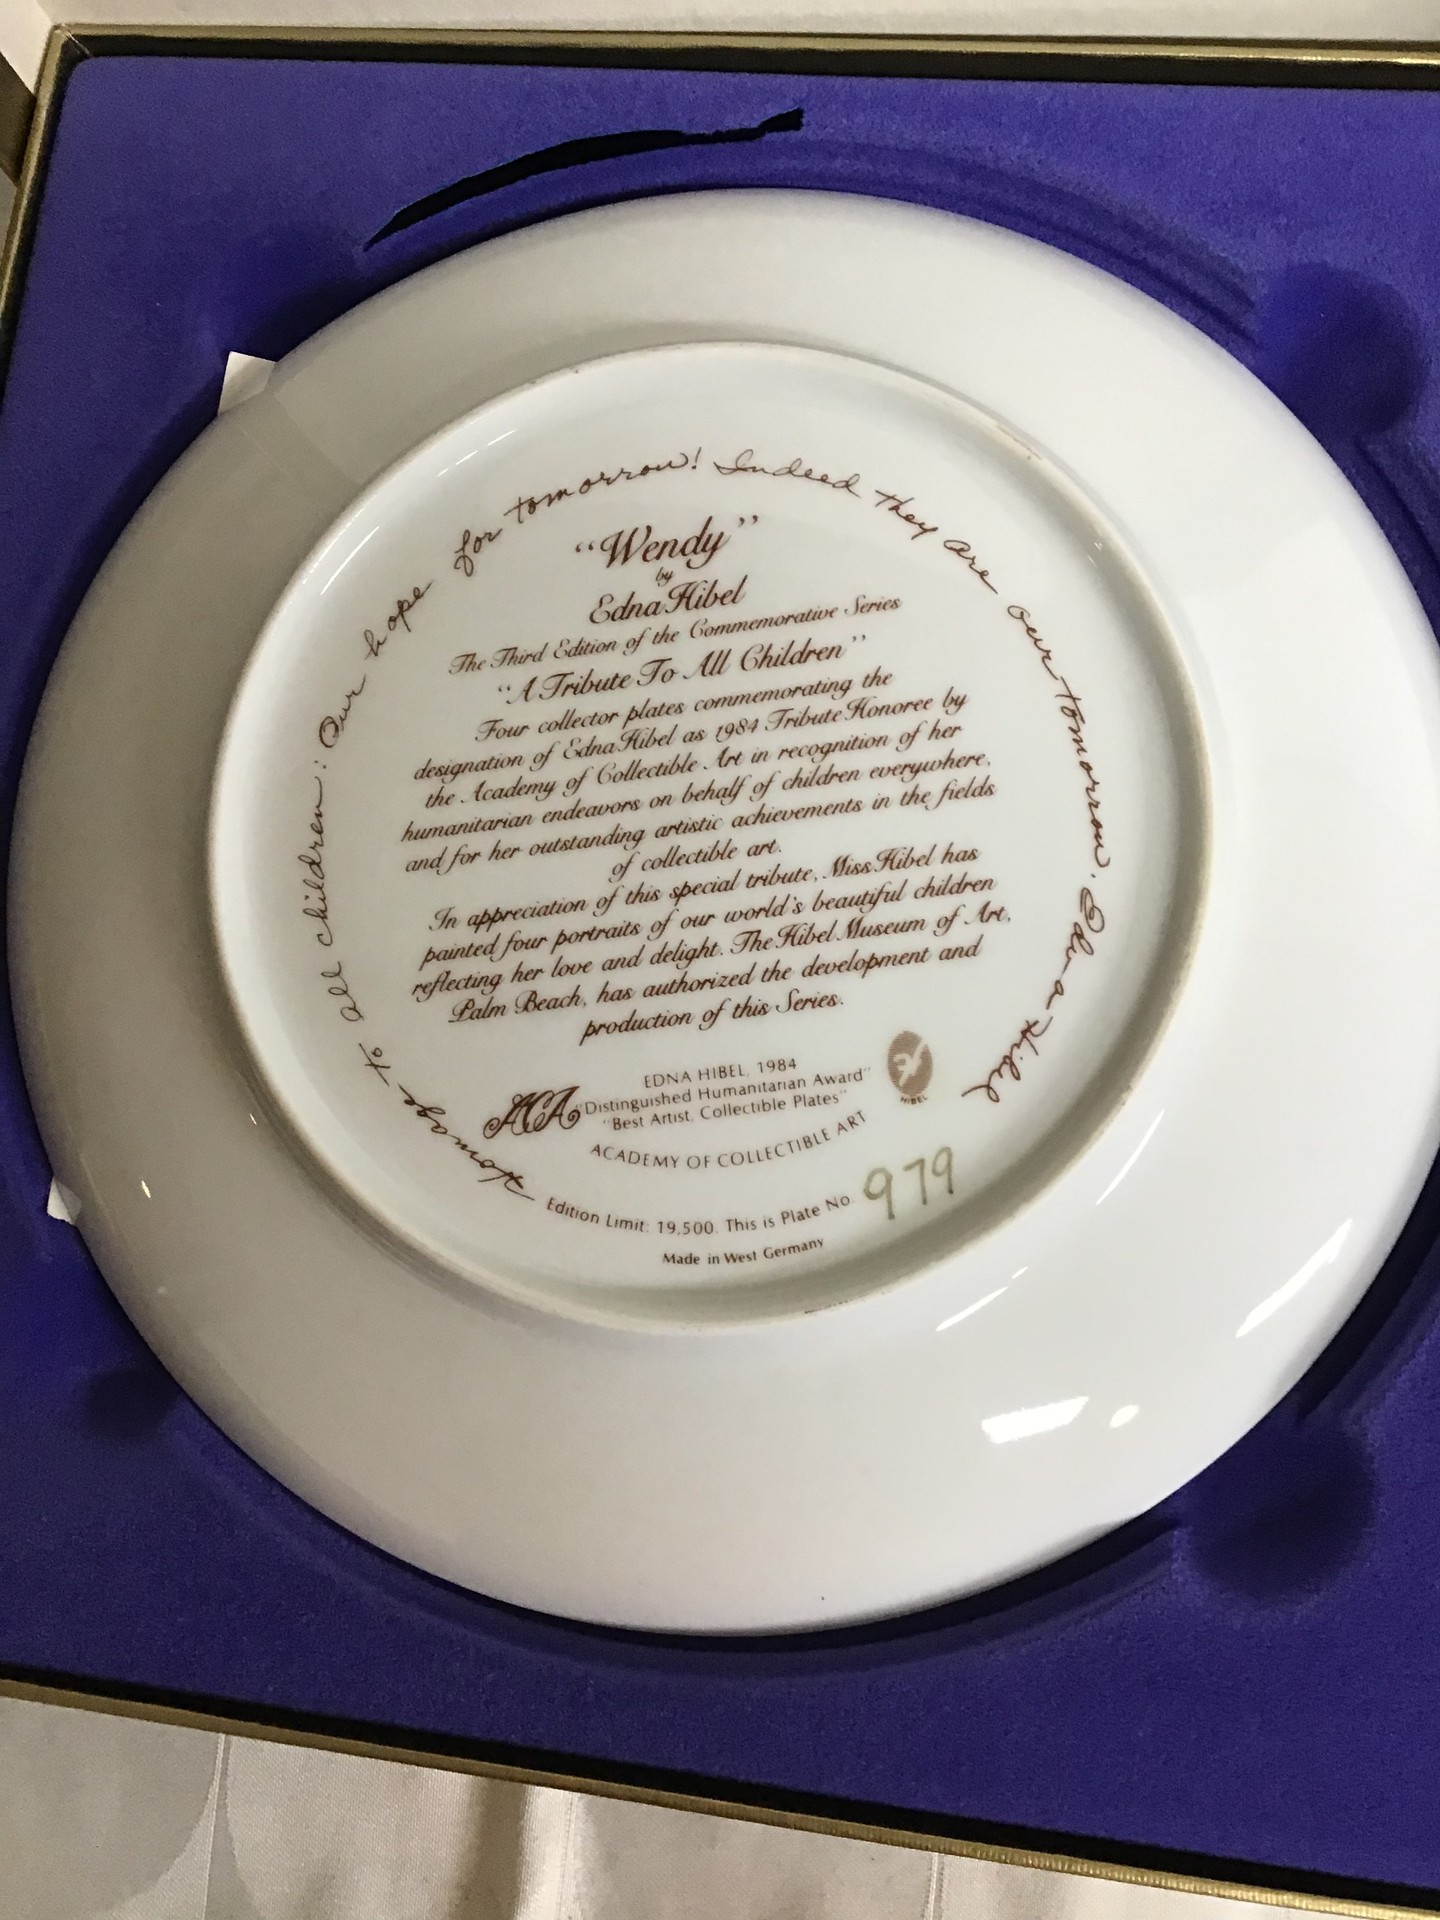 Homage to all children: Our hope for tomorrow! Indeed they are our tomorrow. Edna Hibel
“Wendy”
by
Edna Hibel
The Third Edition of the Commemorative Series
“A Tribute To All Children”
Four collector plates commemorating the
designation of Edna Hibel as 1984 Tribute Honoree by
the Academy of Collectible Art in recognition of her
humanitarian endeavors on behalf of children everywhere,
and for her outstanding artistic achievements in the fields
of collectible art.
In appreciation of this special tribute, Miss Hibel has
painted four portraits of our world's beautiful children
reflecting her love and delight. The Hibel Museum of Art,
Palm Beach, has authorized the development and
production of this Series.
EDNA HIBEL, 1984
"Distinguished Humanitarian Award"
"Best Artist, Collectible Plates"
ACA
HIBEL
ACADEMY OF COLLECTIBLE ART
Edition Limit: 19,500. This is Plate No. 979
Made in West Germany